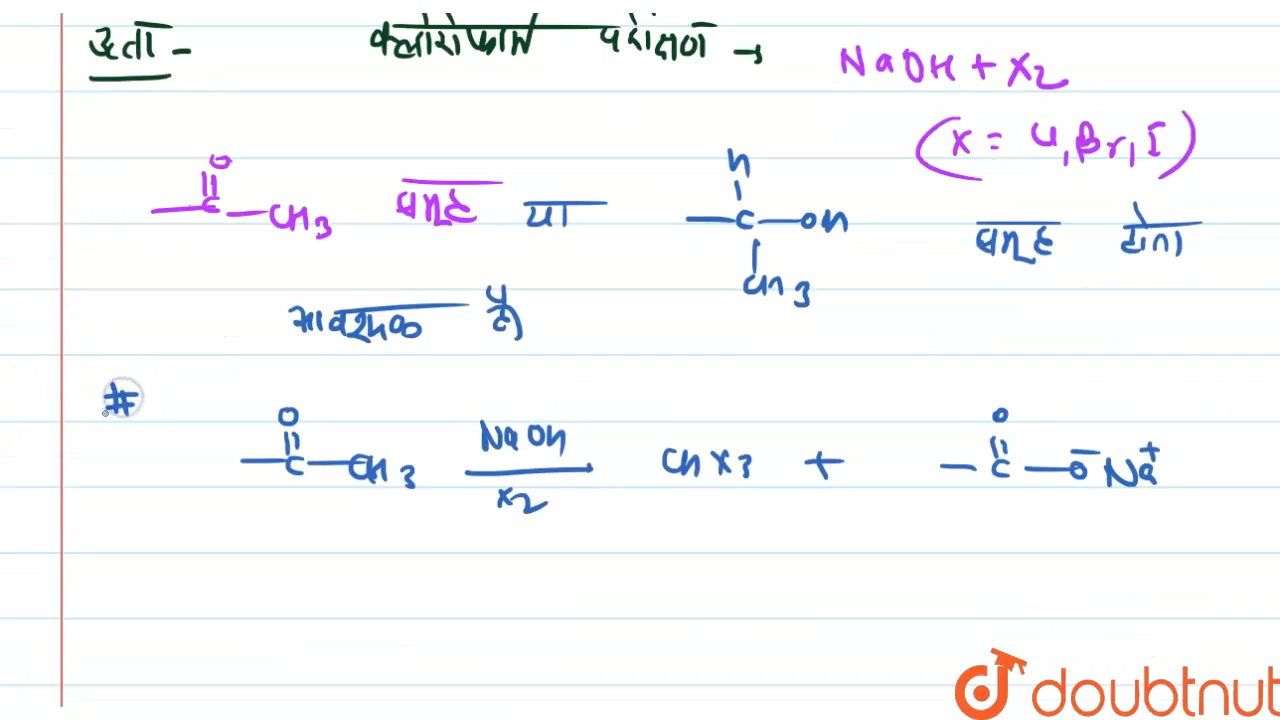 उत्तर - क्लोरोफार्म परीक्षण → NaOH + X2
(X = Cl, Br, I)
O
|| 
-C-CH3 समूह या
H
|
-C-OH
|
CH3
समूह होना
आवश्यक है
#
O
||
-C-CH3 NaOH/X2 CHX3 + 
O
||
-C-O⁻Na⁺
doubtnut